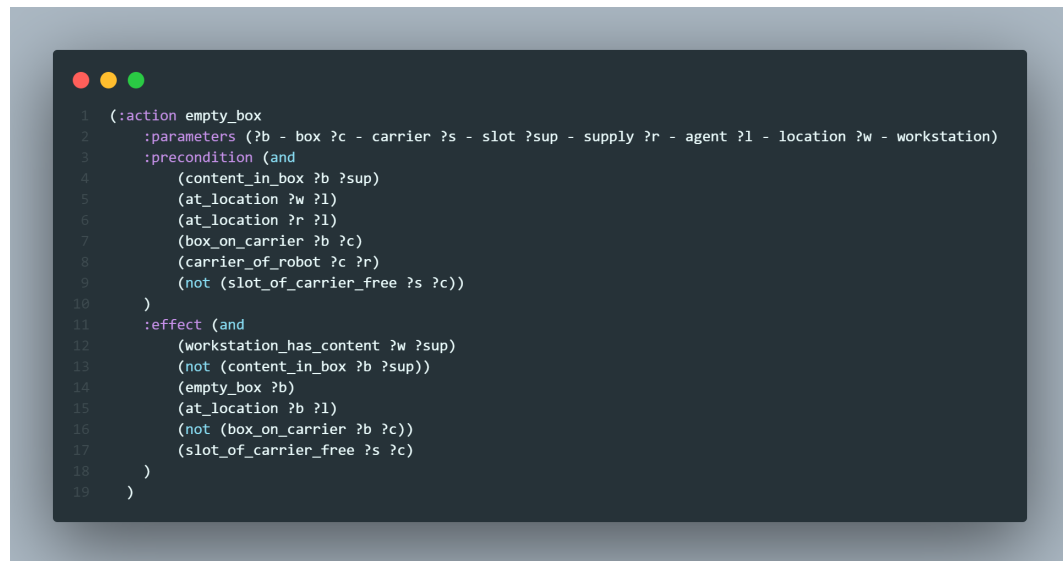 1 (:action empty_box
2 :parameters (?b - box ?c - carrier ?s - slot ?sup - supply ?r - agent ?l - location ?w - workstation)
3 :precondition (and
4 (content_in_box ?b ?sup)
5 (at_location ?w ?l)
6 (at_location ?r ?l)
7 (box_on_carrier ?b ?c)
8 (carrier_of_robot ?c ?r)
9 (not (slot_of_carrier_free ?s ?c))
10 )
11 :effect (and
12 (workstation_has_content ?w ?sup)
13 (not (content_in_box ?b ?sup))
14 (empty_box ?b)
15 (at_location ?b ?l)
16 (not (box_on_carrier ?b ?c))
17 (slot_of_carrier_free ?s ?c)
18 )
19 )